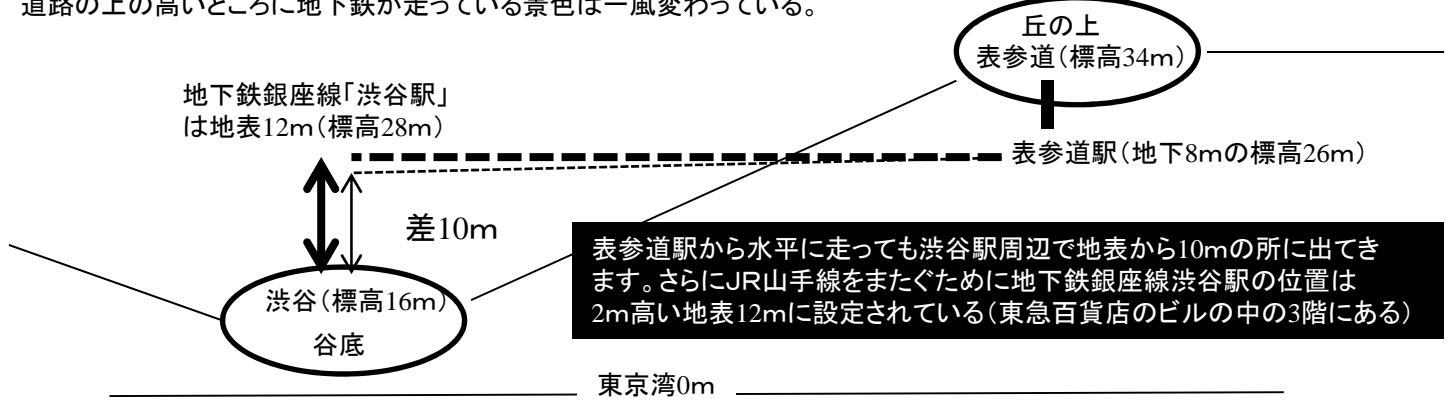 道路の上の高いところに地下鉄が走っている景色は一風変わっている。
丘の上
表参道(標高34m)
地下鉄銀座線「渋谷駅」
は地表12m(標高28m)
表参道駅(地下8mの標高26m)
差10m
表参道駅から水平に走っても渋谷駅周辺で地表から10mの所に出てき
ます。さらにJR山手線をまたぐために地下鉄銀座線渋谷駅の位置は
2m高い地表12mに設定されている(東急百貨店のビルの中の3階にある)
渋谷(標高16m)
谷底
東京湾0m